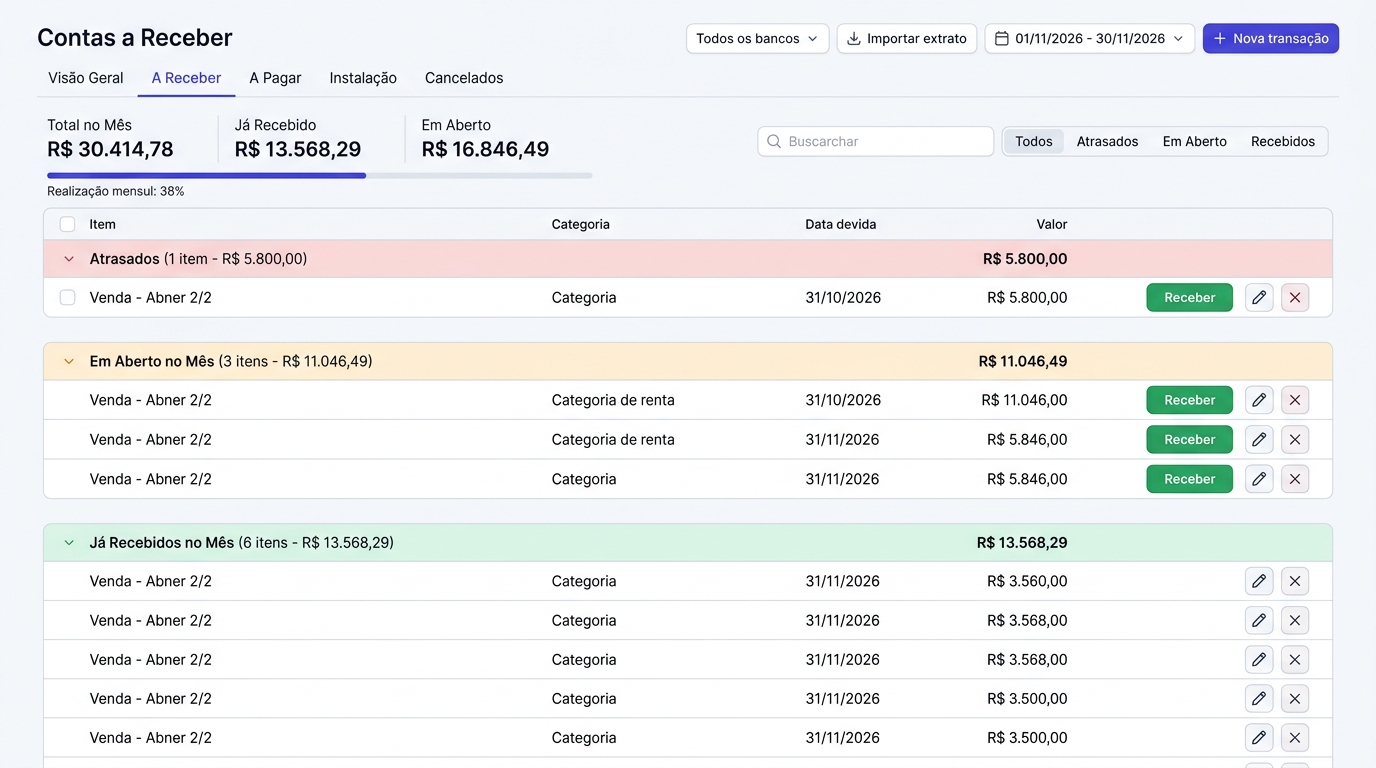 Contas a Receber
Todos os bancos
Importar extrato
01/11/2026 - 30/11/2026
Nova transação
Visão Geral
A Receber
A Pagar
Instalação
Cancelados
Total no Mês
R$ 30.414,78
Já Recebido
R$ 13.568,29
Em Aberto
R$ 16.846,49
Realização mensul: 38%
Buscarchar
Todos
Atrasados
Em Aberto
Recebidos
Item Categoria Data devida Valor
Atrasados (1 item - R$ 5.800,00) R$ 5.800,00
Venda - Abner 2/2 Categoria 31/10/2026 R$ 5.800,00 Receber
Em Aberto no Mês (3 itens - R$ 11.046,49) R$ 11.046,49
Venda - Abner 2/2 Categoria de renta 31/10/2026 R$ 11.046,00 Receber
Venda - Abner 2/2 Categoria de renta 31/11/2026 R$ 5.846,00 Receber
Venda - Abner 2/2 Categoria 31/11/2026 R$ 5.846,00 Receber
Já Recebidos no Mês (6 itens - R$ 13.568,29) R$ 13.568,29
Venda - Abner 2/2 Categoria 31/11/2026 R$ 3.560,00
Venda - Abner 2/2 Categoria 31/11/2026 R$ 3.568,00
Venda - Abner 2/2 Categoria 31/11/2026 R$ 3.568,00
Venda - Abner 2/2 Categoria 31/11/2026 R$ 3.500,00
Venda - Abner 2/2 Categoria 31/11/2026 R$ 3.500,00